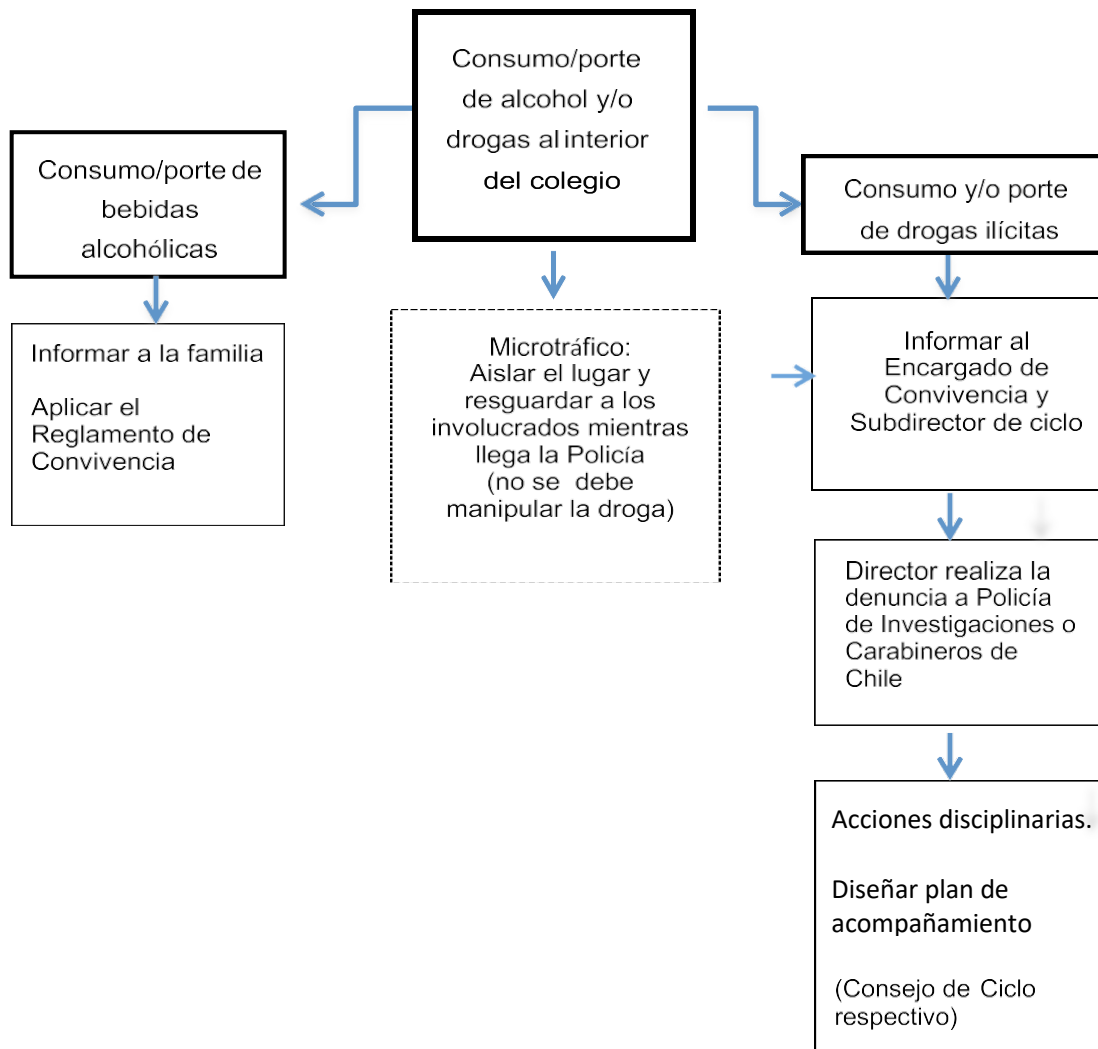 Consumo/porte
de alcohol y/o
drogas al interior
del colegio
Consumo/porte de
bebidas
alcohólicas
Consumo y/o porte
de drogas ilícitas
Informar a la familia
Aplicar el
Reglamento de
Convivencia
Microtráfico:
Aislar el lugar y
resguardar a los
involucrados mientras
llega la Policía
(no se debe
manipular la droga)
Informar al
Encargado de
Convivencia y
Subdirector de ciclo
Director realiza la
denuncia a Policía
de Investigaciones o
Carabineros de
Chile
Acciones disciplinarias.
Diseñar plan de
acompañamiento
(Consejo de Ciclo
respectivo)